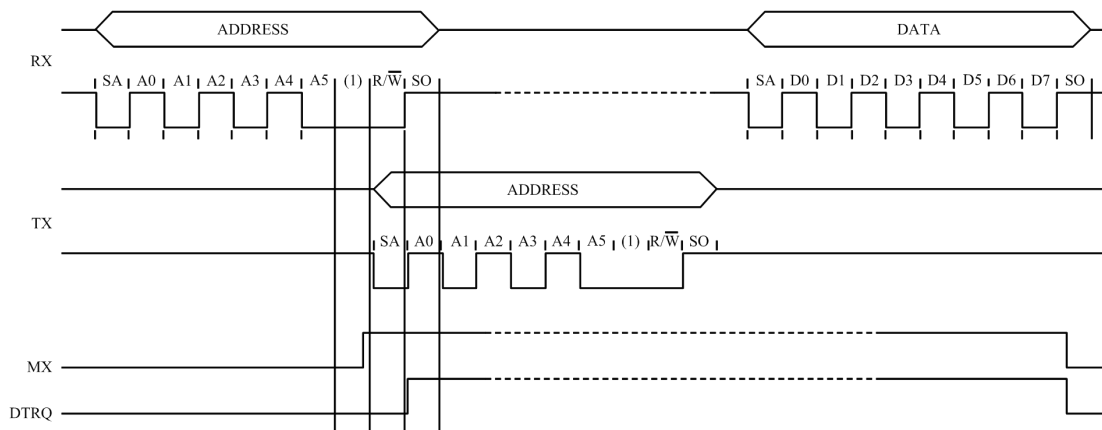 ADDRESS DATA
RX
SA A0 A1 A2 A3 A4 A5 (1) R/W̅ SO SA D0 D1 D2 D3 D4 D5 D6 D7 SO
ADDRESS
TX
SA A0 A1 A2 A3 A4 A5 (1) R/W̅ SO
MX
DTRQ